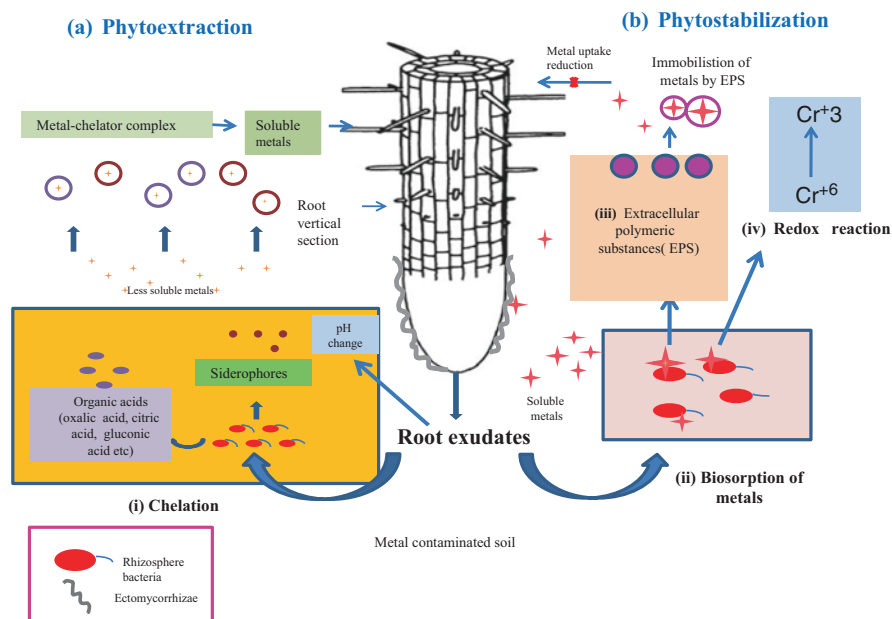 (a) Phytoextraction
(b) Phytostabilization
Metal uptake
reduction
Immobilistion of
metals by EPS
Metal-chelator complex
Soluble
metals
Cr+3
Cr+6
Root
vertical
section
(iii) Extracellular
polymeric
substances( EPS)
(iv) Redox reaction
Less soluble metals
pH
change
Siderophores
Organic acids
(oxalic acid, citric
acid, gluconic
acid etc)
Soluble
metals
Root exudates
(i) Chelation
(ii) Biosorption of
metals
Metal contaminated soil
Rhizosphere
bacteria
Ectomycorrhizae